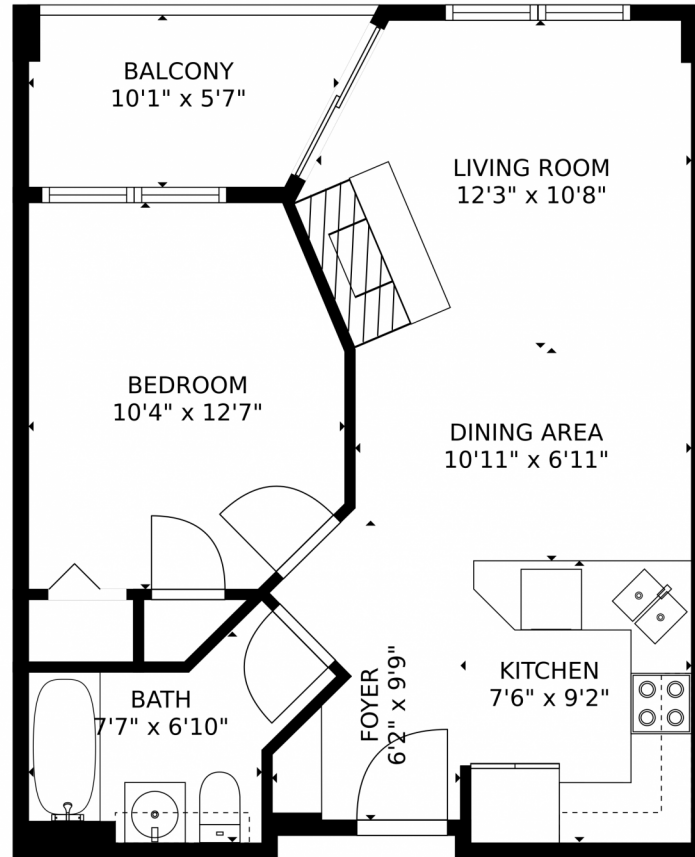 BALCONY
10'1" x 5'7"
LIVING ROOM
12'3" x 10'8"
BEDROOM
10'4" x 12'7"
DINING AREA
10'11" x 6'11"
BATH
7'7" x 6'10"
FOYER
6'2" x 9'9"
KITCHEN
7'6" x 9'2"